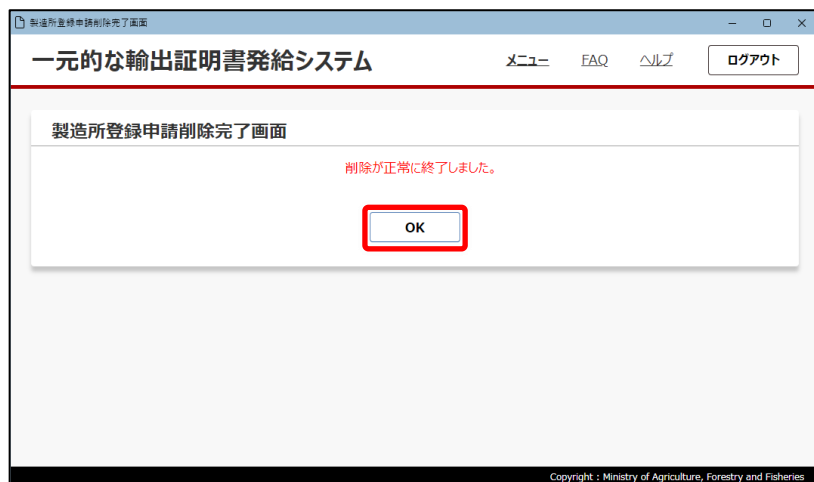 製造所登録申請削除完了画面
一元的な輸出証明書発給システム
メニュー FAQ ヘルプ ログアウト
製造所登録申請削除完了画面
削除が正常に終了しました。
OK
Copyright : Ministry of Agriculture, Forestry and Fisheries